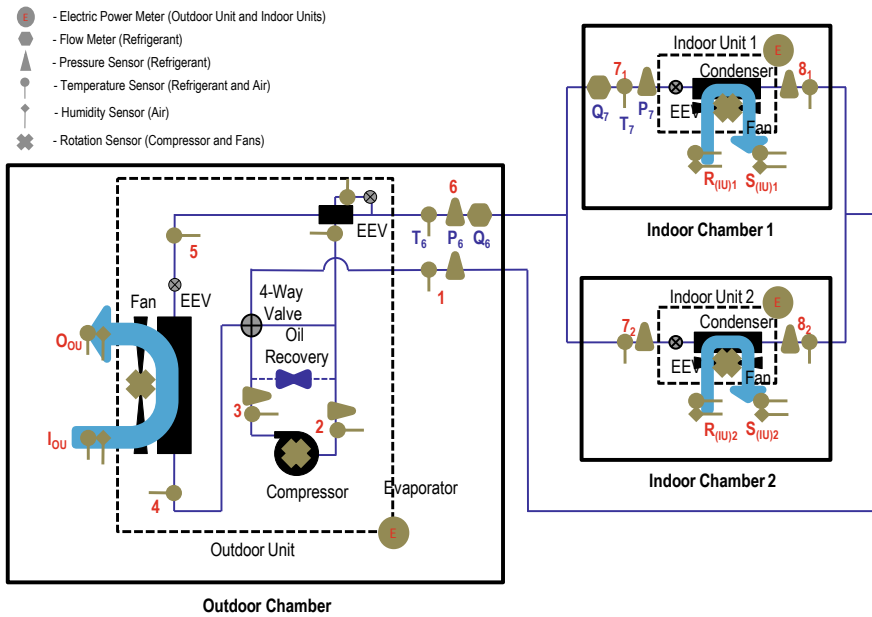 E - Electric Power Meter (Outdoor Unit and Indoor Units)
- Flow Meter (Refrigerant)
- Pressure Sensor (Refrigerant)
- Temperature Sensor (Refrigerant and Air)
- Humidity Sensor (Air)
- Rotation Sensor (Compressor and Fans)
Indoor Unit 1
E
7₁
Condenser
8₁
Q₇
T₇
P₇
EEV
Fan
R(IU)1
S(IU)1
Indoor Chamber 1
6
EEV
T₆
P₆
Q₆
5
1
Fan
EEV
4-Way
Valve
Oil
Recovery
O_OU
I_OU
3
2
4
Compressor
Evaporator
E
Outdoor Unit
Outdoor Chamber
Indoor Unit 2
E
7₂
Condenser
8₂
EEV
Fan
R(IU)2
S(IU)2
Indoor Chamber 2